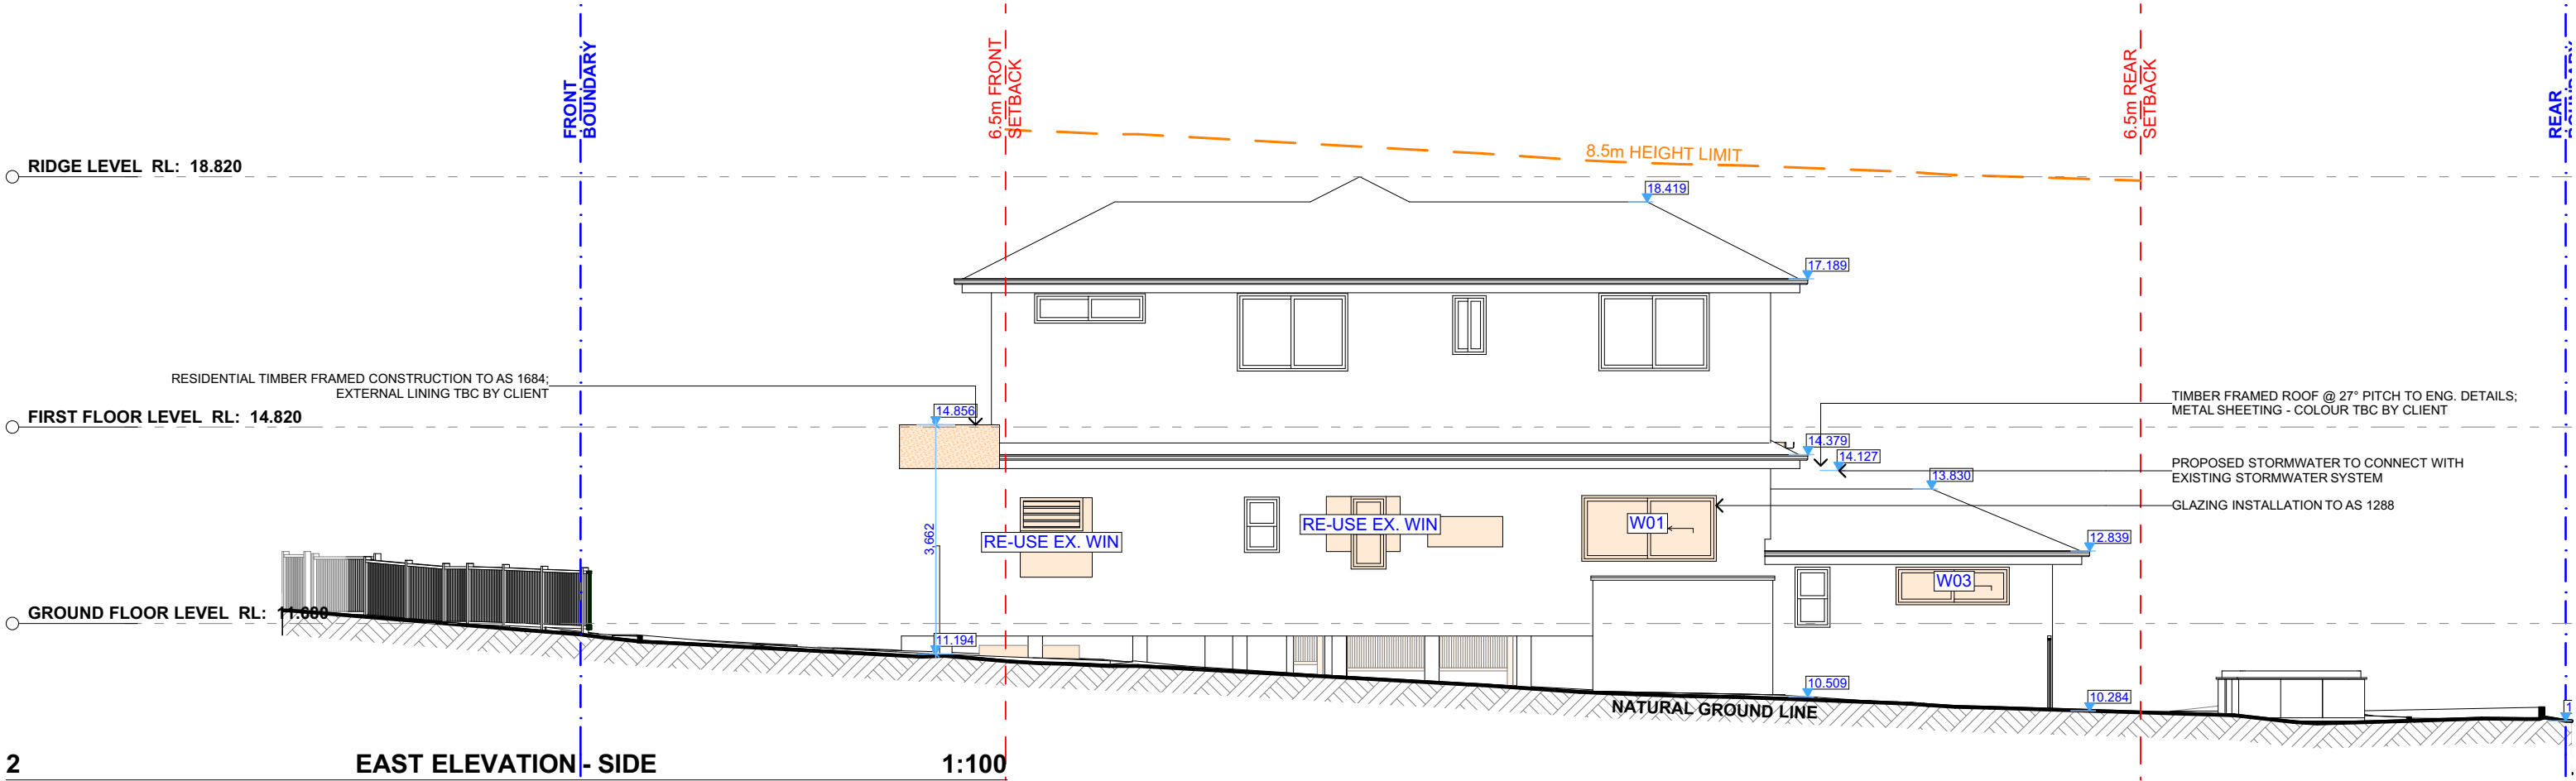 FRONT
BOUNDARY
6.5m FRONT
SETBACK
6.5m REAR
SETBACK
REAR
BOUNDARY
8.5m HEIGHT LIMIT
RIDGE LEVEL RL: 18.820
18.419
17.189
RESIDENTIAL TIMBER FRAMED CONSTRUCTION TO AS 1684;
EXTERNAL LINING TBC BY CLIENT
TIMBER FRAMED ROOF @ 27° PITCH TO ENG. DETAILS;
METAL SHEETING - COLOUR TBC BY CLIENT
FIRST FLOOR LEVEL RL: 14.820
14.856
14.379
14.127
PROPOSED STORMWATER TO CONNECT WITH
EXISTING STORMWATER SYSTEM
13.830
GLAZING INSTALLATION TO AS 1288
RE-USE EX. WIN
RE-USE EX. WIN
W01
3,662
12.839
W03
GROUND FLOOR LEVEL RL: 11.680
11.194
10.509
10.284
NATURAL GROUND LINE
2 EAST ELEVATION - SIDE 1:100